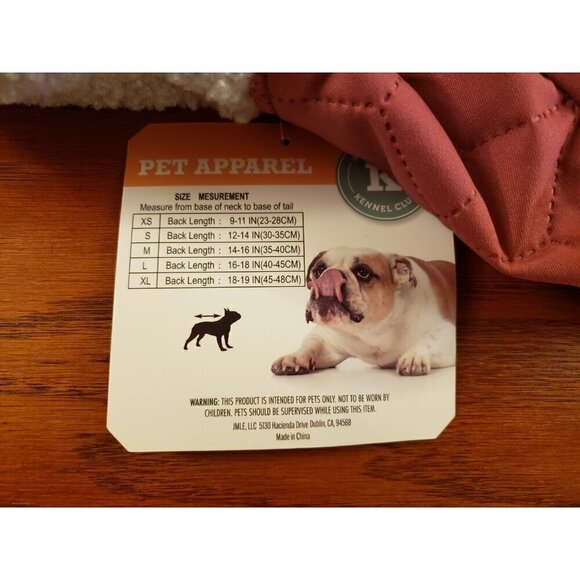 PET APPAREL
KENNEL CLU
SIZE MESUREMENT
Measure from base of neck to base of tail
XS Back Length : 9-11 IN(23-28CM)
S Back Length : 12-14 IN(30-35CM)
M Back Length : 14-16 IN(35-40CM)
L Back Length : 16-18 IN(40-45CM)
XL Back Length : 18-19 IN(45-48CM)
WARNING: THIS PRODUCT IS INTENDED FOR PETS ONLY. NOT TO BE WORN BY
CHILDREN. PETS SHOULD BE SUPERVISED WHILE USING THIS ITEM.
JMLE, LLC 5130 Hacienda Drive Dublin, CA, 94568
Made in China